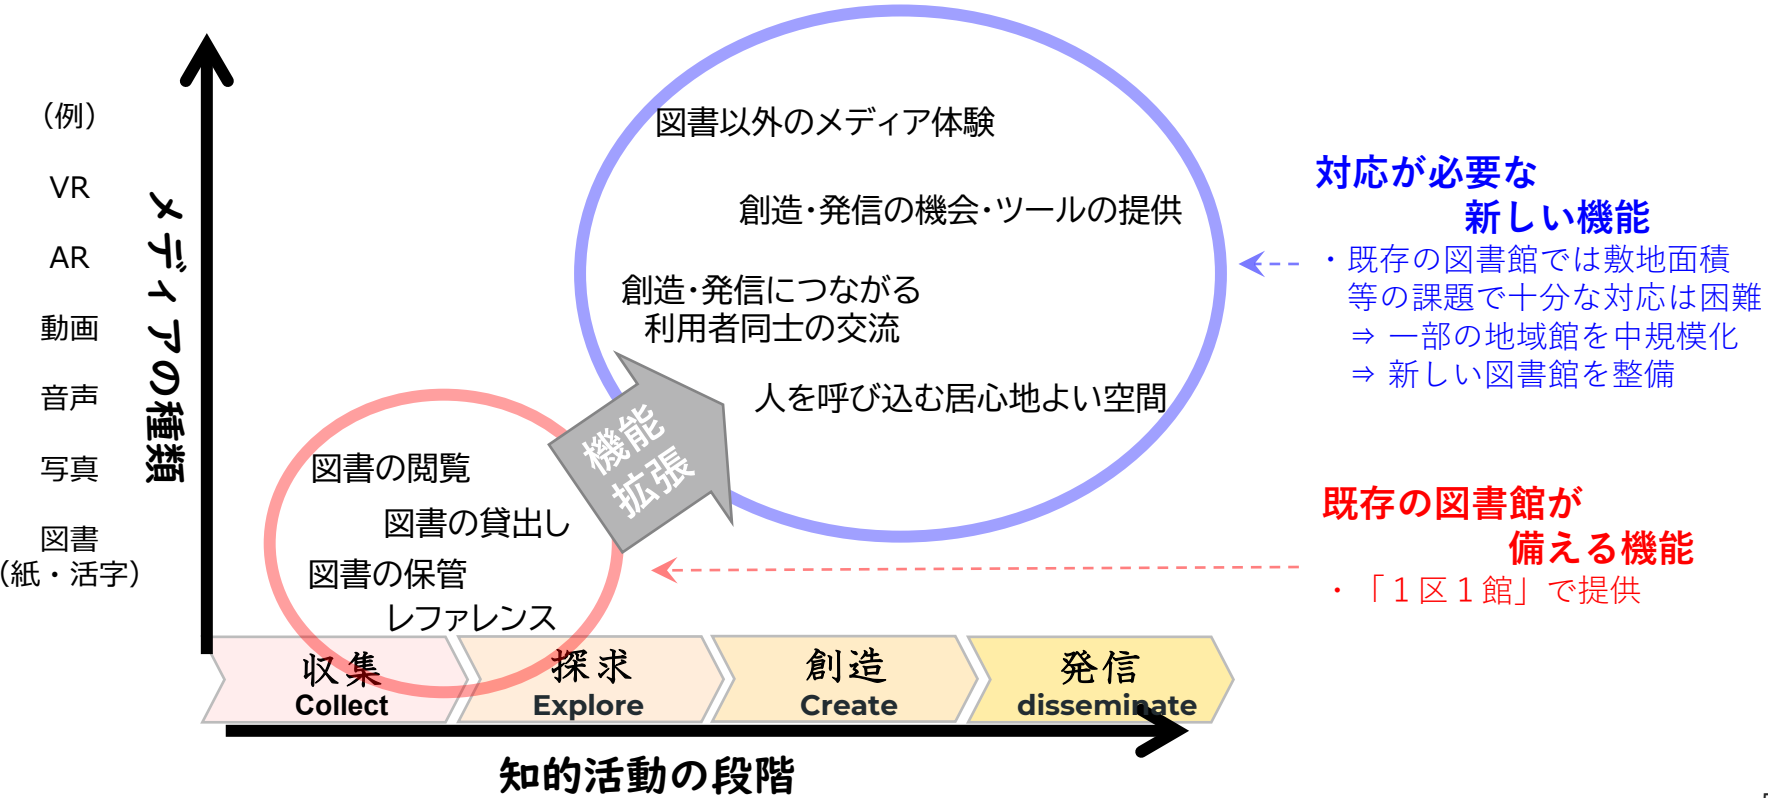 （例）
VR
AR
動画
音声
写真
図書
（紙・活字）
メディアの種類
図書以外のメディア体験
創造・発信の機会・ツールの提供
創造・発信につながる
利用者同士の交流
人を呼び込む居心地よい空間
機能
拡張
図書の閲覧
図書の貸出し
図書の保管
レファレンス
収集
Collect
探求
Explore
創造
Create
発信
disseminate
知的活動の段階
対応が必要な
新しい機能
・既存の図書館では敷地面積
等の課題で十分な対応は困難
⇒ 一部の地域館を中規模化
⇒ 新しい図書館を整備
既存の図書館が
備える機能
・「１区１館」で提供